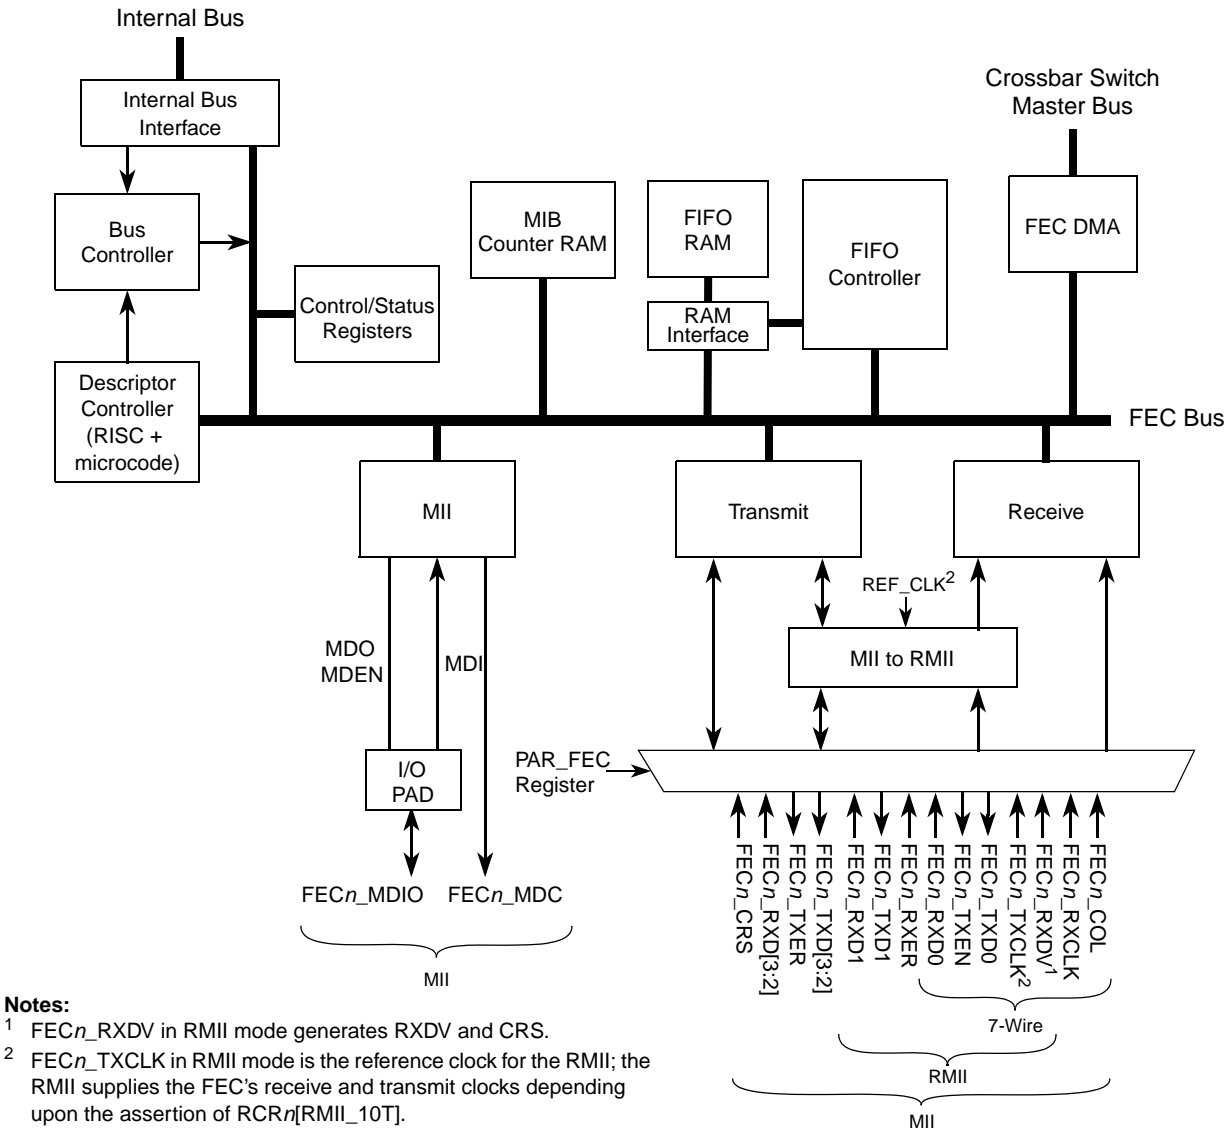 Internal Bus
Crossbar Switch
Master Bus
Internal Bus
Interface
Bus
Controller
MIB
Counter RAM
FIFO
RAM
FIFO
Controller
FEC DMA
Control/Status
Registers
RAM
Interface
Descriptor
Controller
(RISC +
microcode)
FEC Bus
MII
Transmit
Receive
REF_CLK2
MDO
MDEN
MDI
MII to RMII
I/O
PAD
PAR_FEC
Register
FECn_MDIO
FECn_MDC
MII
FECn_CRS
FECn_RXD[3:2]
FECn_TXER
FECn_TXD[3:2]
FECn_RXD1
FECn_TXD1
FECn_RXER
FECn_RXD0
FECn_TXEN
FECn_TXD0
FECn_TXCLK2
FECn_RXDV1
FECn_RXCLK
FECn_COL
7-Wire
RMII
MII
Notes:
1 FECn_RXDV in RMII mode generates RXDV and CRS.
2 FECn_TXCLK in RMII mode is the reference clock for the RMII; the
RMII supplies the FEC's receive and transmit clocks depending
upon the assertion of RCRn[RMII_10T].